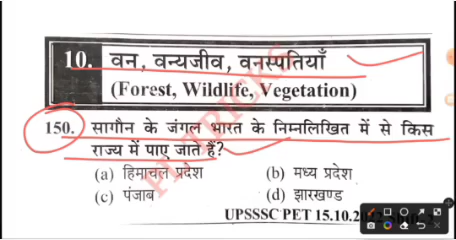 10. वन, वन्यजीव, वनस्पतियाँ
(Forest, Wildlife, Vegetation)
150. सागौन के जंगल भारत के निम्नलिखित में से किस
राज्य में पाए जाते हैं?
(a) हिमाचल प्रदेश (b) मध्य प्रदेश
(c) पंजाब (d) झारखण्ड
UPSSSC PET 15.10.2